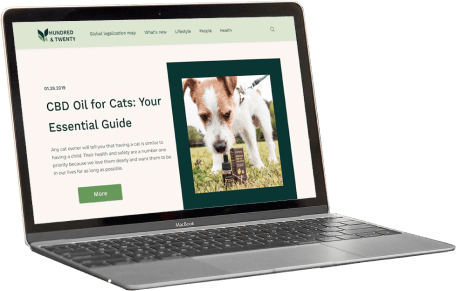 HUNDRED
& TWENTY
Global legalization map
What's new
Lifestyle
People
Health
01.25.2019
CBD Oil for Cats: Your
Essential Guide
Any cat owner will tell you that having a cat is similar to
having a child. Their health and safety are a number one
priority because we love them dearly and want them to be
in our lives for as long as possible.
More
MacBook